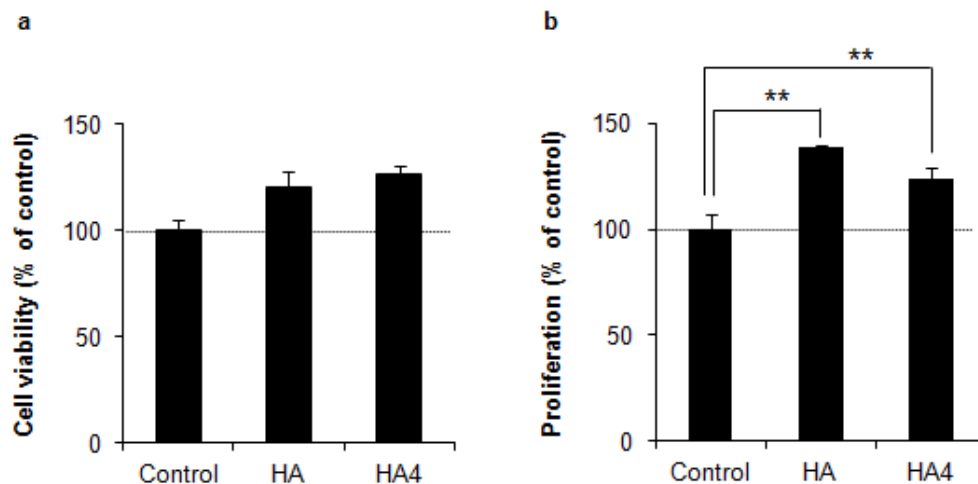 a
Cell viability (% of control)
150
100
50
0
Control HA HA4
b
**
**
Proliferation (% of control)
150
100
50
0
Control HA HA4